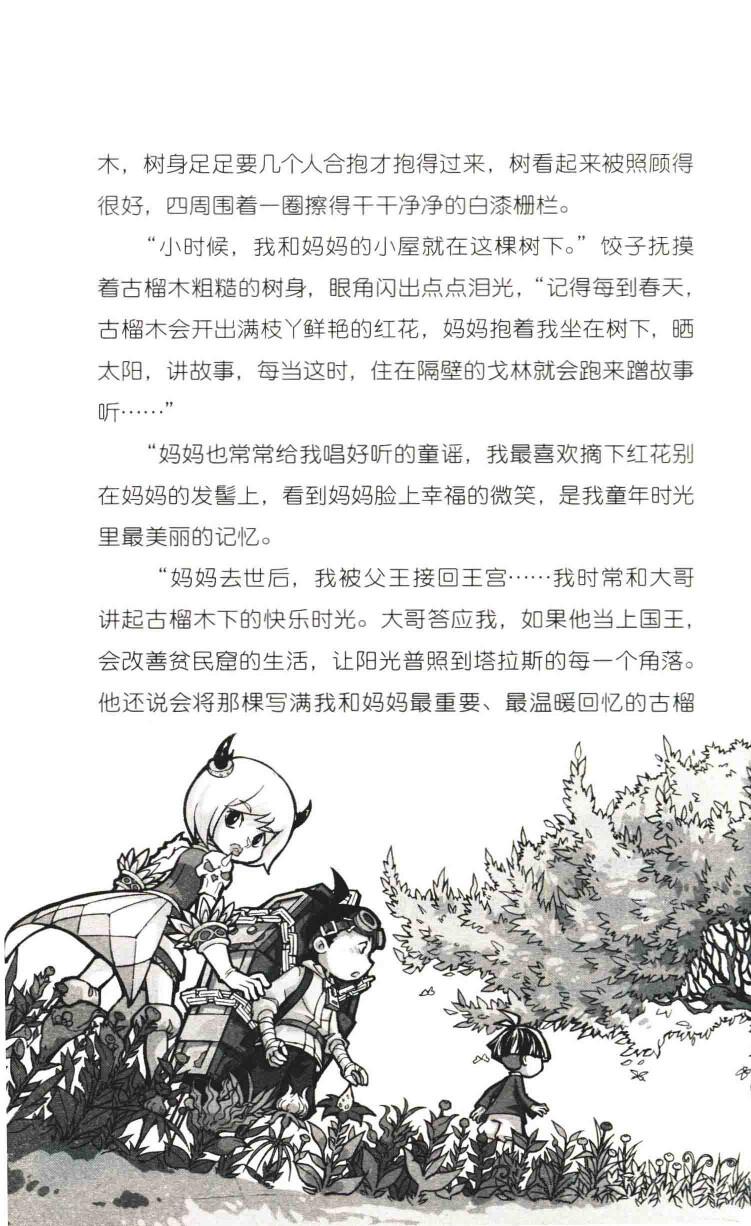 木，树身足足要几个人合抱才抱得过来，树看起来被照顾得
很好，四周围着一圈擦得干干净净的白漆栅栏。
“小时候，我和妈妈的小屋就在这棵树下。”饺子抚摸
着古榴木粗糙的树身，眼角闪出点点泪光，“记得每到春天，
古榴木会开出满枝丫鲜艳的红花，妈妈抱着我坐在树下，晒
太阳，讲故事，每当这时，住在隔壁的戈林就会跑来蹭故事
听……”
“妈妈也常常给我唱好听的童谣，我最喜欢摘下红花别
在妈妈的发髻上，看到妈妈脸上幸福的微笑，是我童年时光
里最美丽的记忆。
“妈妈去世后，我被父王接回王宫……我时常和大哥
讲起古榴木下的快乐时光。大哥答应我，如果他当上国王，
会改善贫民窟的生活，让阳光普照到塔拉斯的每一个角落。
他还说会将那棵写满我和妈妈最重要、最温暖回忆的古榴